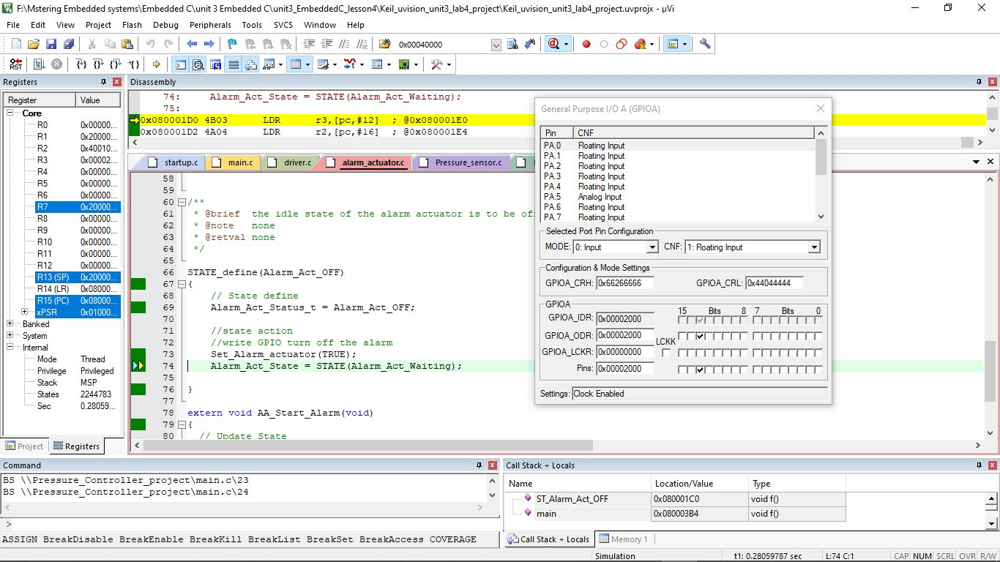 F:\Mstering Embedded systems\Embedded C\unit 3 Embedded C\unit3_EmbededC_lesson4\Keil_uvision_unit3_lab4_project\Keil_uvision_unit3_lab4_project.uvprojx - µVi
File Edit View Project Flash Debug Peripherals Tools SVCS Window Help
0x00040000
RST
Registers
Register Value
Core
R0 0x00000...
R1 0x20000...
R2 0x40010...
R3 0x00002...
R4 0x00000...
R5 0x00000...
R6 0x00000...
R7 0x20000...
R8 0x00000...
R9 0x00000...
R10 0x00000...
R11 0x00000...
R12 0x00000...
R13 (SP) 0x20000...
R14 (LR) 0x08000...
R15 (PC) 0x08000...
xPSR 0x01000...
Banked
System
Internal
Mode Thread
Privilege Privileged
Stack MSP
States 2244783
Sec 0.28059...
Project Registers
Disassembly
74: Alarm_Act_State = STATE(Alarm_Act_Waiting);
75:
0x080001D0 4B03 LDR r3,[pc,#12] ; @0x080001E0
0x080001D2 4A04 LDR r2,[pc,#16] ; @0x080001E4
startup.c main.c driver.c alarm_actuator.c Pressure_sensor.c
58
59
60 /**
61 * @brief the idle state of the alarm actuator is to be of
62 * @note none
63 * @retval none
64 */
65
66 STATE_define(Alarm_Act_OFF)
67 {
68 // State define
69 Alarm_Act_Status_t = Alarm_Act_OFF;
70
71 //state action
72 //write GPIO turn off the alarm
73 Set_Alarm_actuator(TRUE);
74 Alarm_Act_State = STATE(Alarm_Act_Waiting);
75
76 }
77
78 extern void AA_Start_Alarm(void)
79 {
80 // Update State
General Purpose I/O A (GPIOA)
Pin CNF
PA.0 Floating Input
PA.1 Floating Input
PA.2 Floating Input
PA.3 Floating Input
PA.4 Floating Input
PA.5 Analog Input
PA.6 Floating Input
PA.7 Floating Input
Selected Port Pin Configuration
MODE: 0: Input CNF: 1: Floating Input
Configuration & Mode Settings
GPIOA_CRH: 0x66266666 GPIOA_CRL: 0x44044444
GPIOA
15 Bits 8 7 Bits 0
GPIOA_IDR: 0x00002000
GPIOA_ODR: 0x00002000
LCKK
GPIOA_LCKR: 0x00000000
Pins: 0x00002000
Settings: Clock Enabled
Command
BS \\Pressure_Controller_project\main.c\23
BS \\Pressure_Controller_project\main.c\24
>
ASSIGN BreakDisable BreakEnable BreakKill BreakList BreakSet BreakAccess COVERAGE
Call Stack + Locals
Name Location/Value Type
ST_Alarm_Act_OFF 0x080001C0 void f()
main 0x080003B4 void f()
Call Stack + Locals Memory 1
Simulation t1: 0.28059787 sec L:74 C:1 CAP NUM SCRL OVR R/W